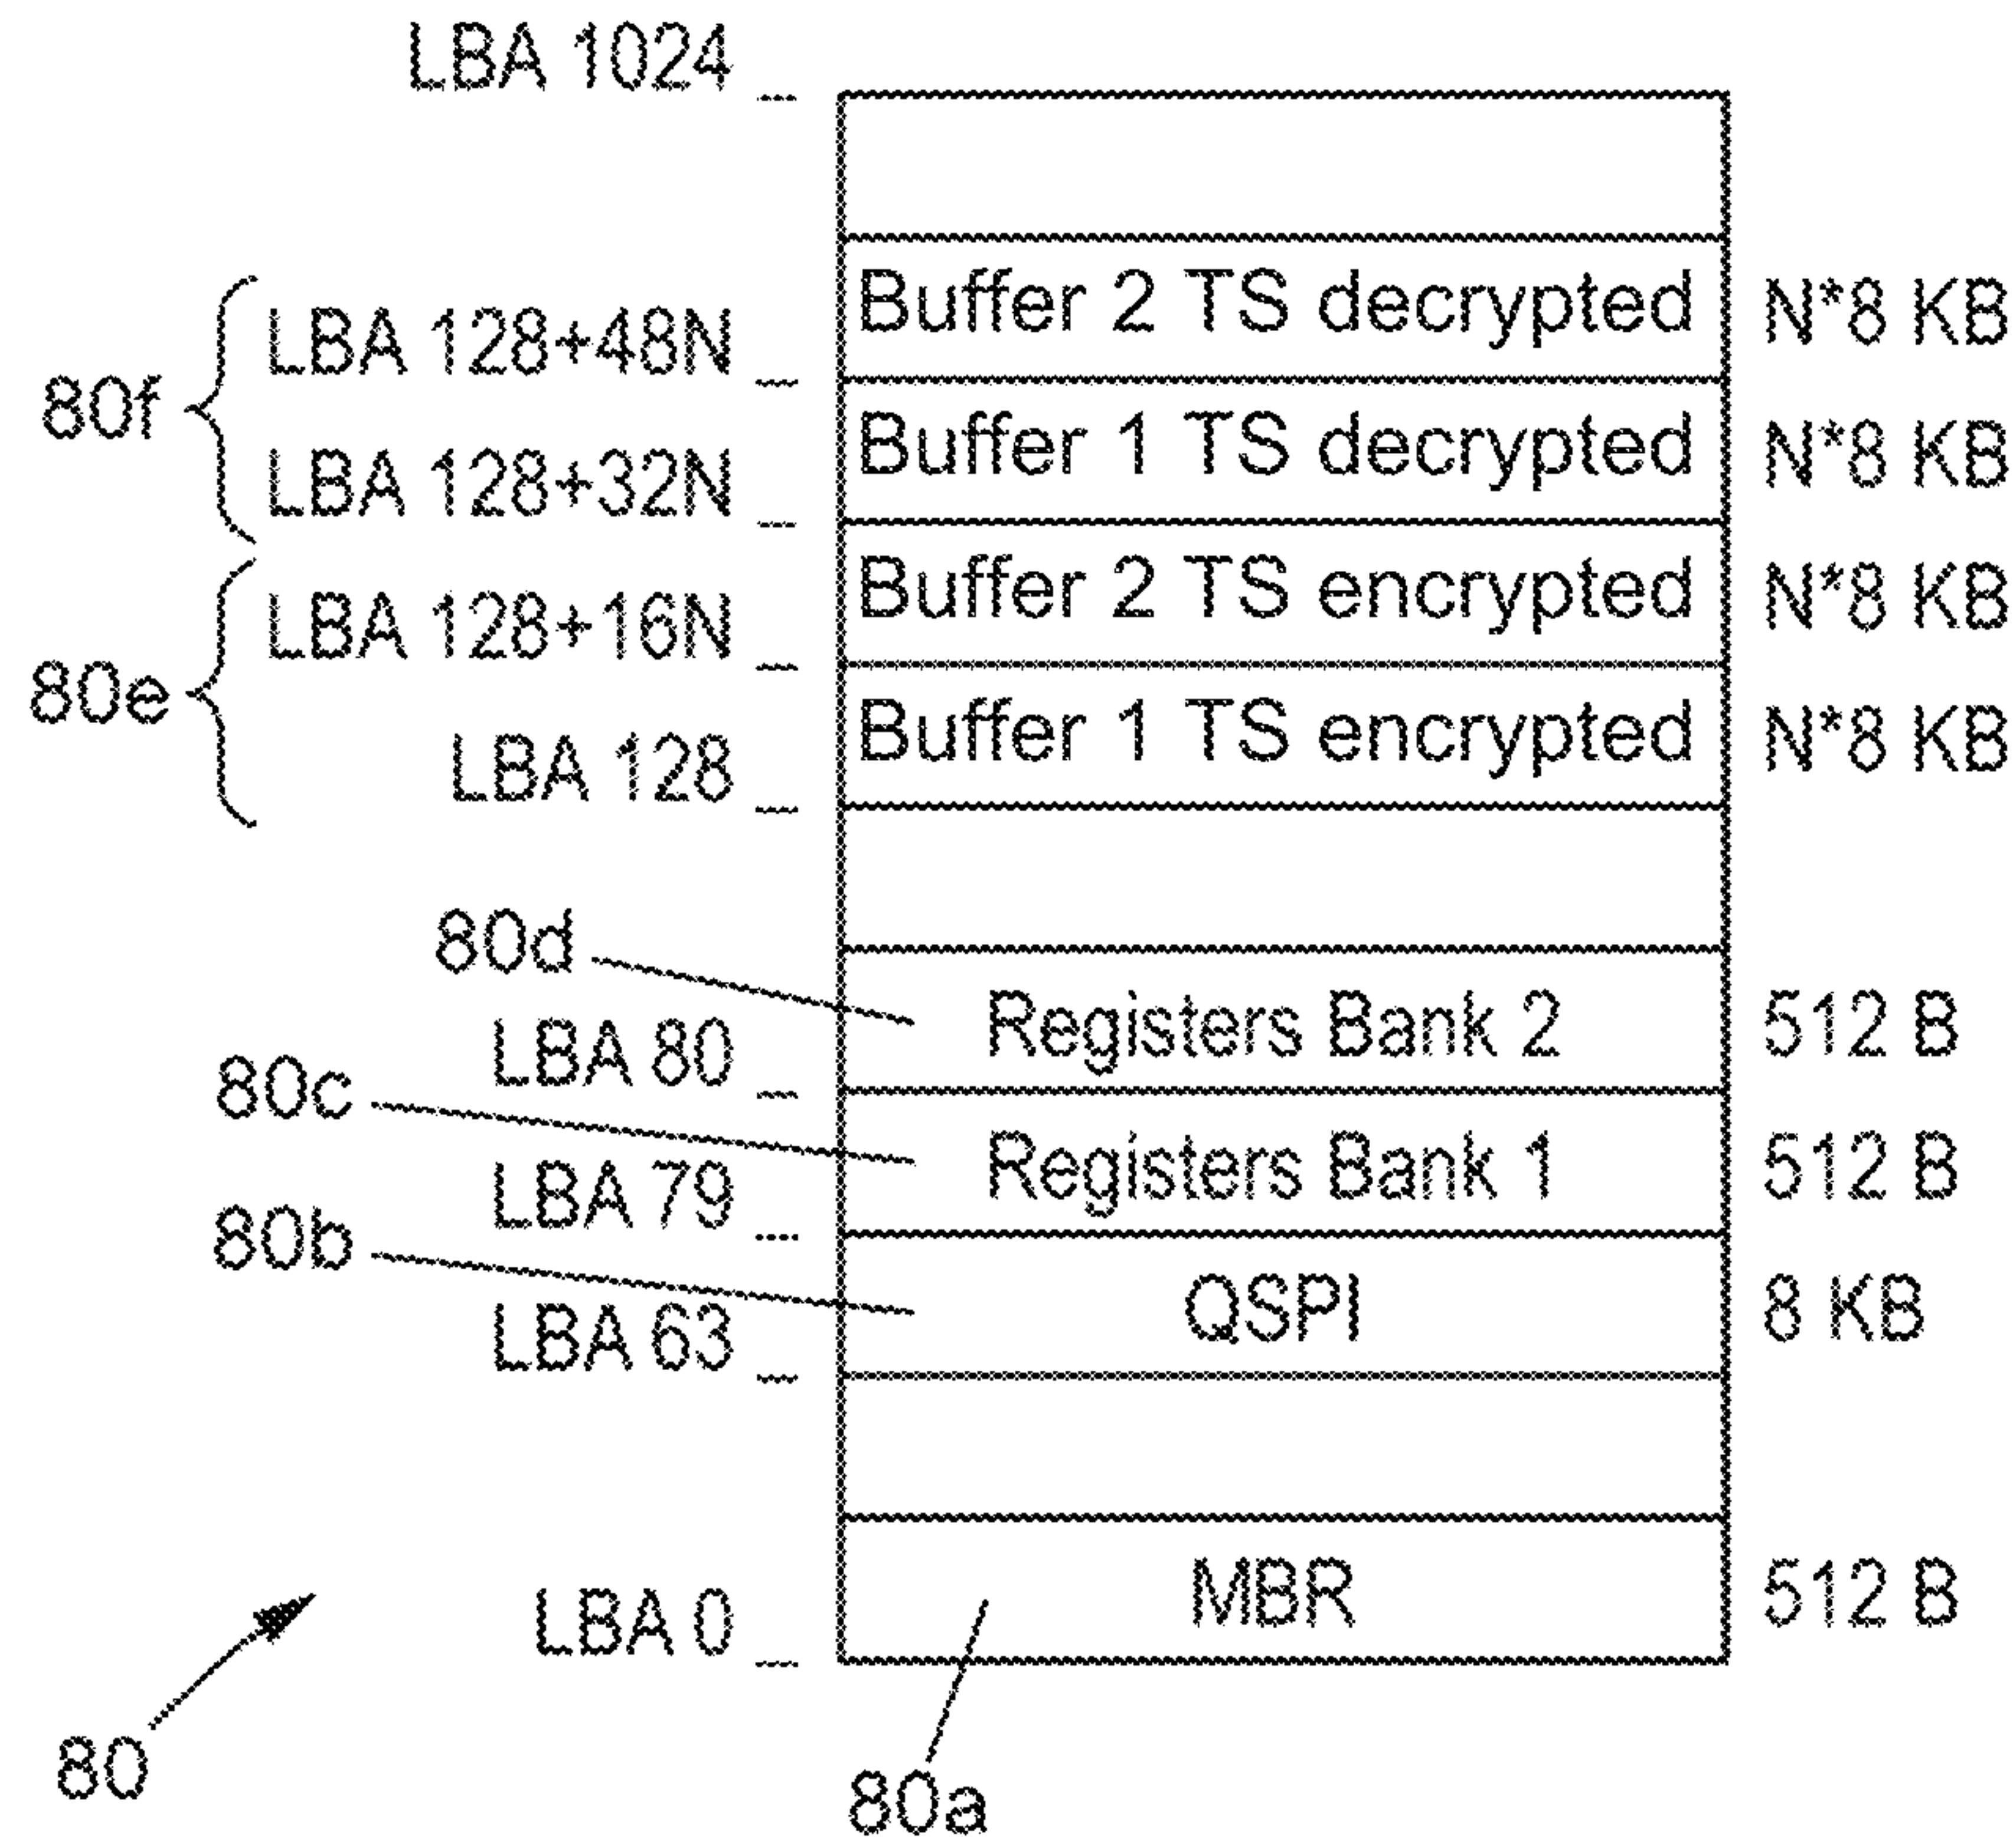 LBA 1024
LBA 128+48N Buffer 2 TS decrypted N*8 KB
80f
LBA 128+32N Buffer 1 TS decrypted N*8 KB
LBA 128+16N Buffer 2 TS encrypted N*8 KB
80e
LBA 128 Buffer 1 TS encrypted N*8 KB
80d
LBA 80 Registers Bank 2 512 B
80c
LBA 79 Registers Bank 1 512 B
80b
LBA 63 QSPI 8 KB
LBA 0 MBR 512 B
80
80a